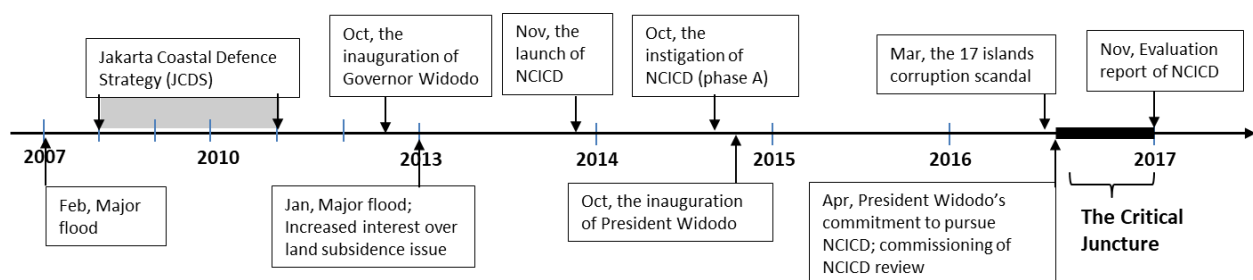 Jakarta Coastal Defence
Strategy (JCDS)
Oct, the
inauguration of
Governor Widodo
Nov, the
launch of
NCICD
Oct, the
instigation of
NCICD (phase A)
Mar, the 17 islands
corruption scandal
Nov, Evaluation
report of NCICD
2007
2010
2013
2014
2015
2016
2017
Feb, Major
flood
Jan, Major flood;
Increased interest over
land subsidence issue
Oct, the inauguration
of President Widodo
Apr, President Widodo's
commitment to pursue
NCICD; commissioning of
NCICD review
The Critical
Juncture